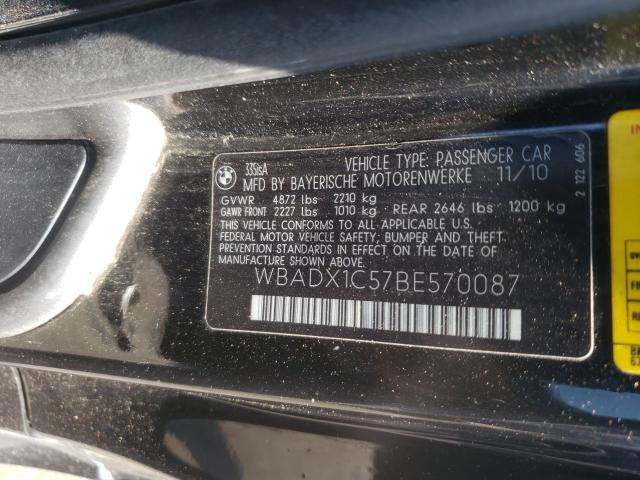 335isA VEHICLE TYPE: PASSENGER CAR
MFD BY BAYERISCHE MOTORENWERKE 11/10
GVWR 4872 lbs 2210 kg
GAWR FRONT 2227 lbs 1010 kg - REAR 2646 lbs 1200 kg
THIS VEHICLE CONFORMS TO ALL APPLICABLE U.S.
FEDERAL MOTOR VEHICLE SAFETY, BUMPER AND THEFT
PREVENTION STANDARDS IN EFFECT ON THE DATE OF
MANUFACTURE SHOWN ABOVE.
WBADX1C57BE570087
2 122 606